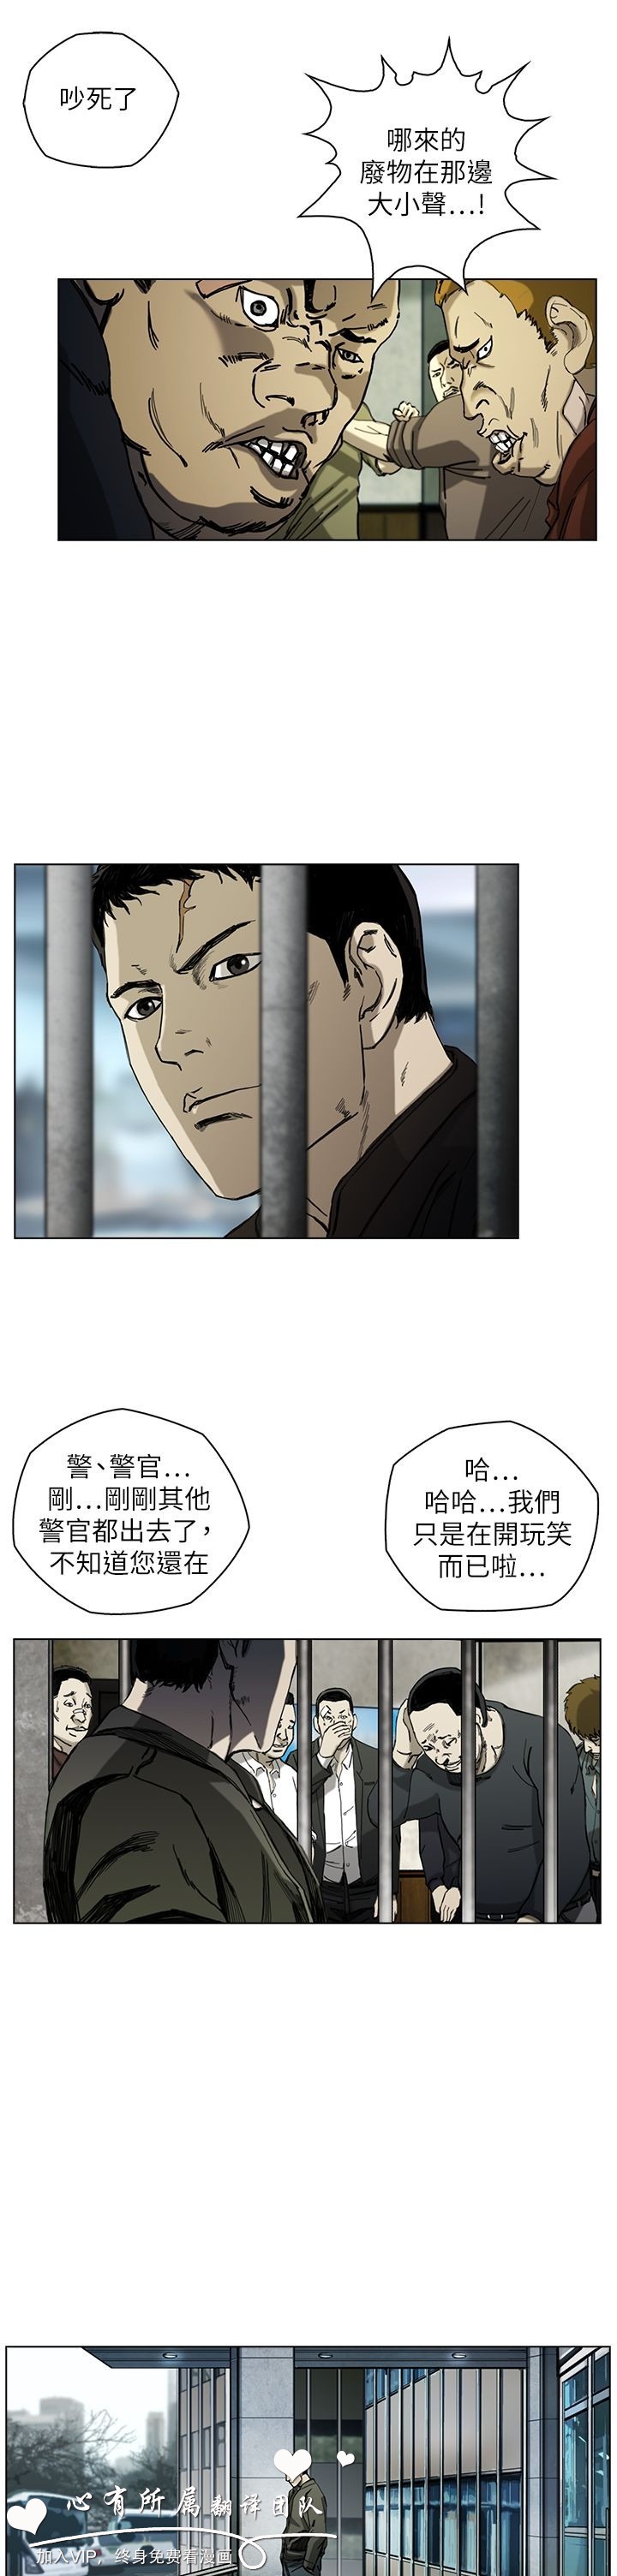 吵死了
哪來的
廢物在那邊
大小聲...!
警、警官...
剛...剛剛其他
警官都出去了，
不知道您還在
哈...
哈哈...我們
只是在開玩笑
而已啦...
心有所属翻译团队
加入VIP，终身免费看漫画